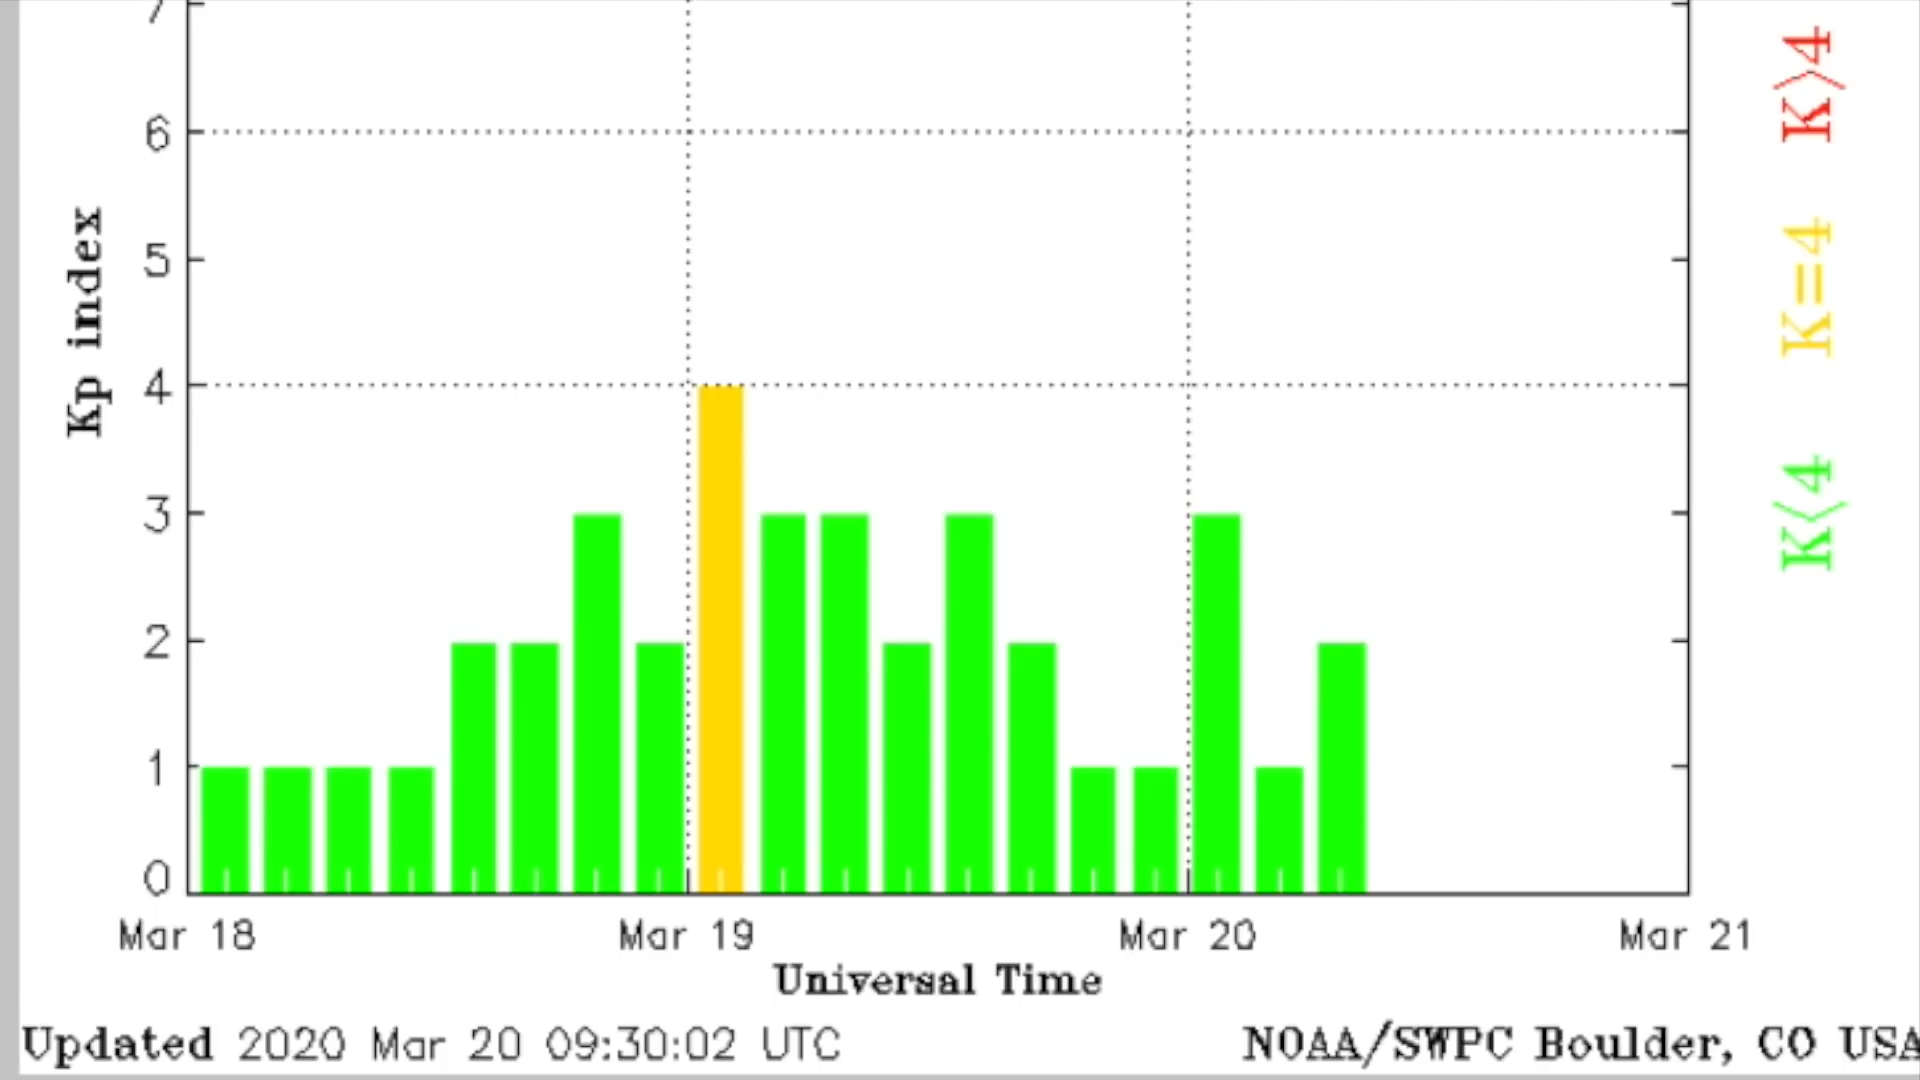 7
6
5
4
3
2
1
0
Kp index
K>4
K=4
K<4
Mar 18 Mar 19 Mar 20 Mar 21
Universal Time
Updated 2020 Mar 20 09:30:02 UTC NOAA/SWPC Boulder, CO USA